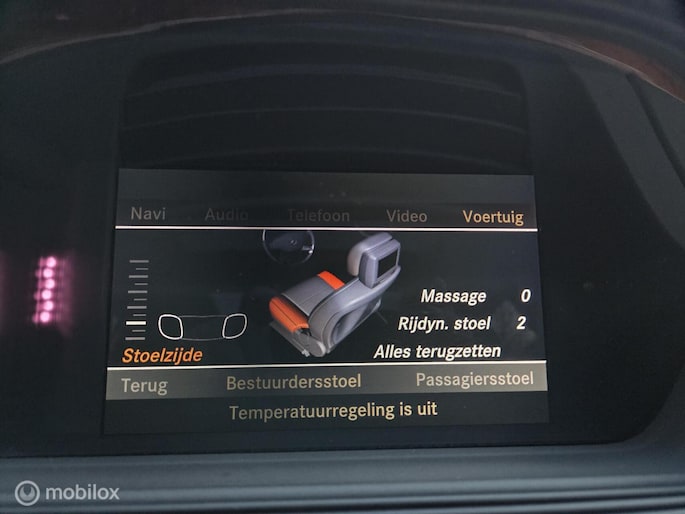 Navi Audio Telefoon Video Voertuig
Massage 0
Rijdyn. stoel 2
Stoelzijde Alles terugzetten
Terug Bestuurdersstoel Passagiersstoel
Temperatuurregeling is uit
mobilox